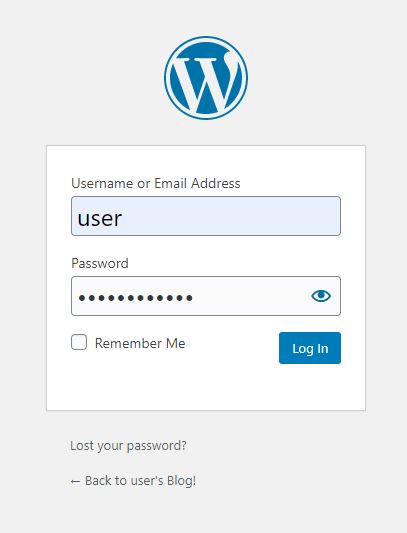 Username or Email Address
user
Password
••••••••••••
Remember Me
Log In
Lost your password?
← Back to user's Blog!